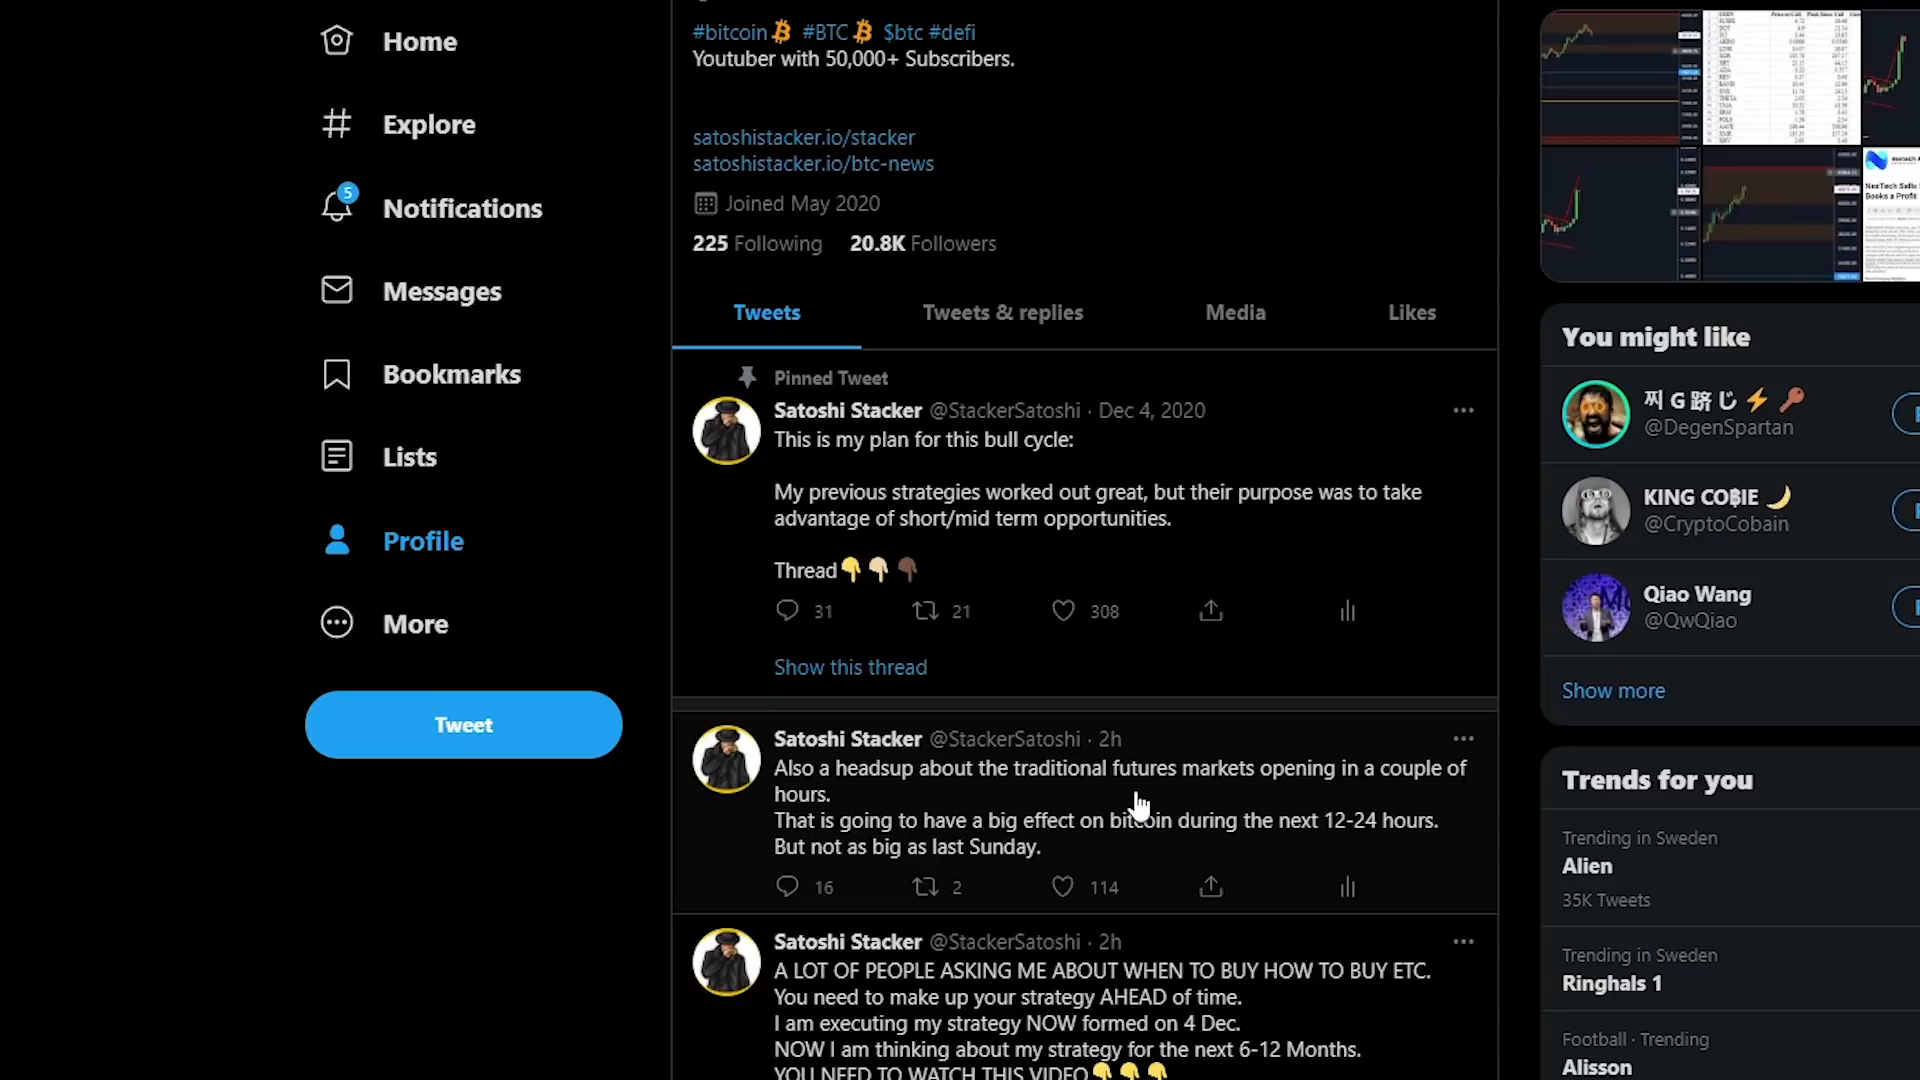 Home
Explore
5
Notifications
Messages
Bookmarks
Lists
Profile
More
Tweet
#bitcoin #BTC $btc #defi
Youtuber with 50,000+ Subscribers.
satoshistacker.io/stacker
satoshistacker.io/btc-news
Joined May 2020
225 Following 20.8K Followers
Tweets Tweets & replies Media Likes
Pinned Tweet
Satoshi Stacker @StackerSatoshi · Dec 4, 2020
This is my plan for this bull cycle:
My previous strategies worked out great, but their purpose was to take
advantage of short/mid term opportunities.
Thread👇👇🏼👇🏿
31 21 308
Show this thread
Satoshi Stacker @StackerSatoshi · 2h
Also a headsup about the traditional futures markets opening in a couple of
hours.
That is going to have a big effect on bitcoin during the next 12-24 hours.
But not as big as last Sunday.
16 2 114
Satoshi Stacker @StackerSatoshi · 2h
A LOT OF PEOPLE ASKING ME ABOUT WHEN TO BUY HOW TO BUY ETC.
You need to make up your strategy AHEAD of time.
I am executing my strategy NOW formed on 4 Dec.
NOW I am thinking about my strategy for the next 6-12 Months.
YOU NEED TO WATCH THIS VIDEO👇👇👇
NexTech Sells
Books a Profit
You might like
찌 G 跻 じ ⚡
@DegenSpartan
KING CO฿IE 🌙
@CryptoCobain
Qiao Wang
@QwQiao
Show more
Trends for you
Trending in Sweden
Alien
35K Tweets
Trending in Sweden
Ringhals 1
Football · Trending
Alisson